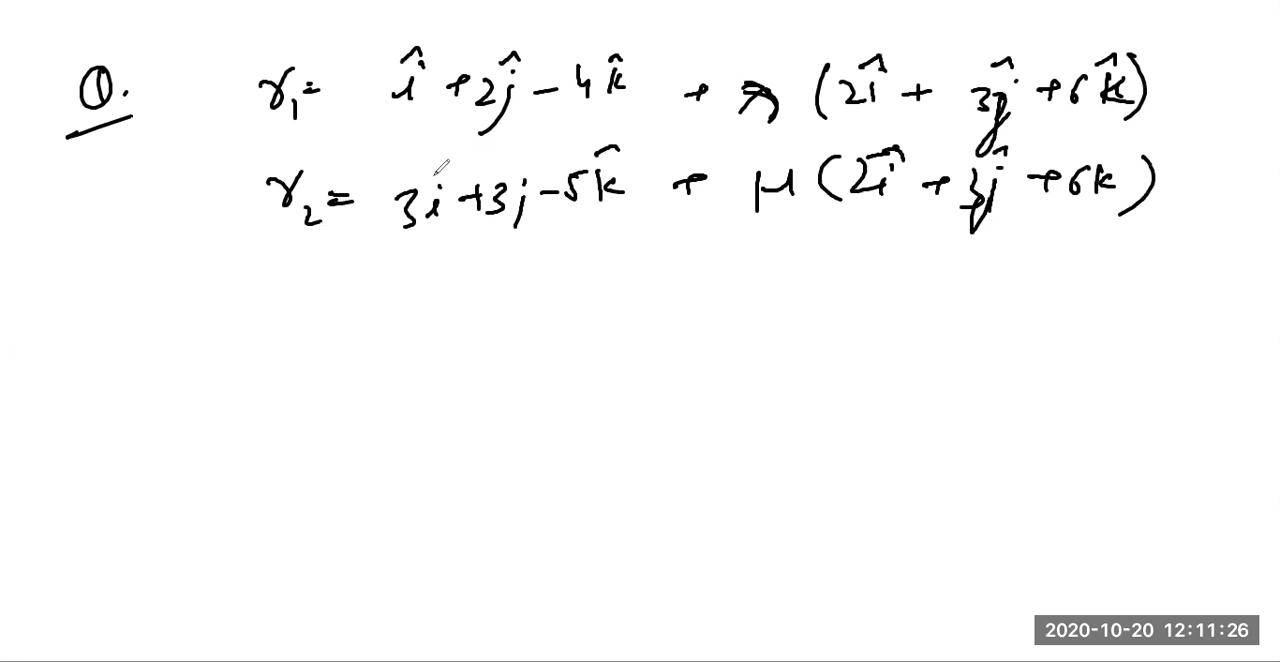 Q. r₁ = î + 2ĵ - 4k̂ + λ (2î + 3ĵ + 6k̂)
r₂ = 3i + 3j - 5k̂ + μ (2î + 3ĵ + 6k)
2020-10-20 12:11:26